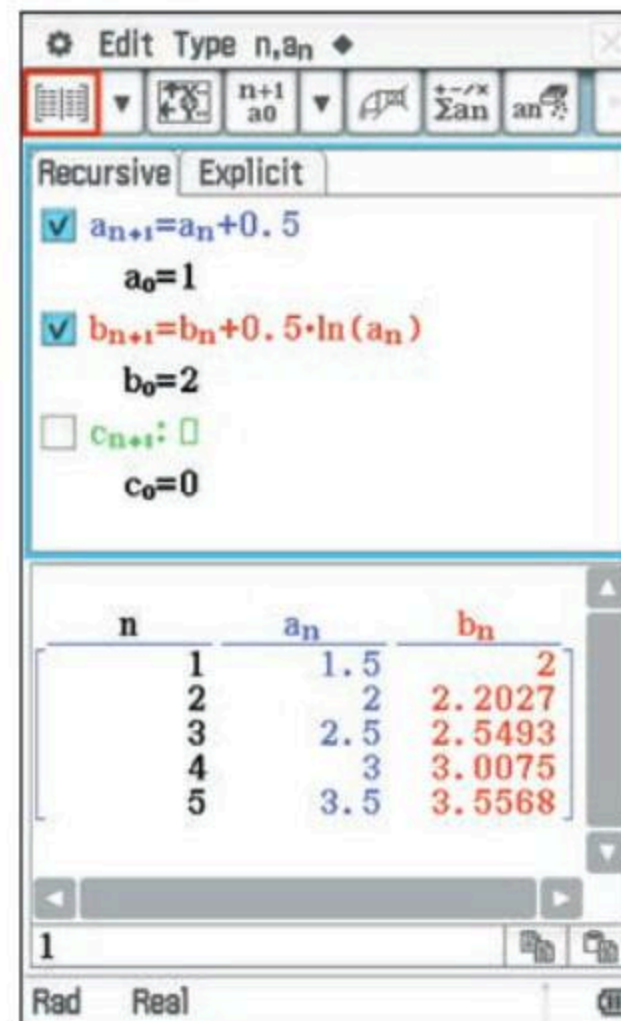 Edit Type n,aₙ ◆
n+1
a0
+−/×
Σan
an
Recursive Explicit
aₙ₊₁=aₙ+0.5
a₀=1
bₙ₊₁=bₙ+0.5·ln(aₙ)
b₀=2
cₙ₊₁:□
c₀=0
n aₙ bₙ
1 1.5 2
2 2 2.2027
3 2.5 2.5493
4 3 3.0075
5 3.5 3.5568
1
Rad Real